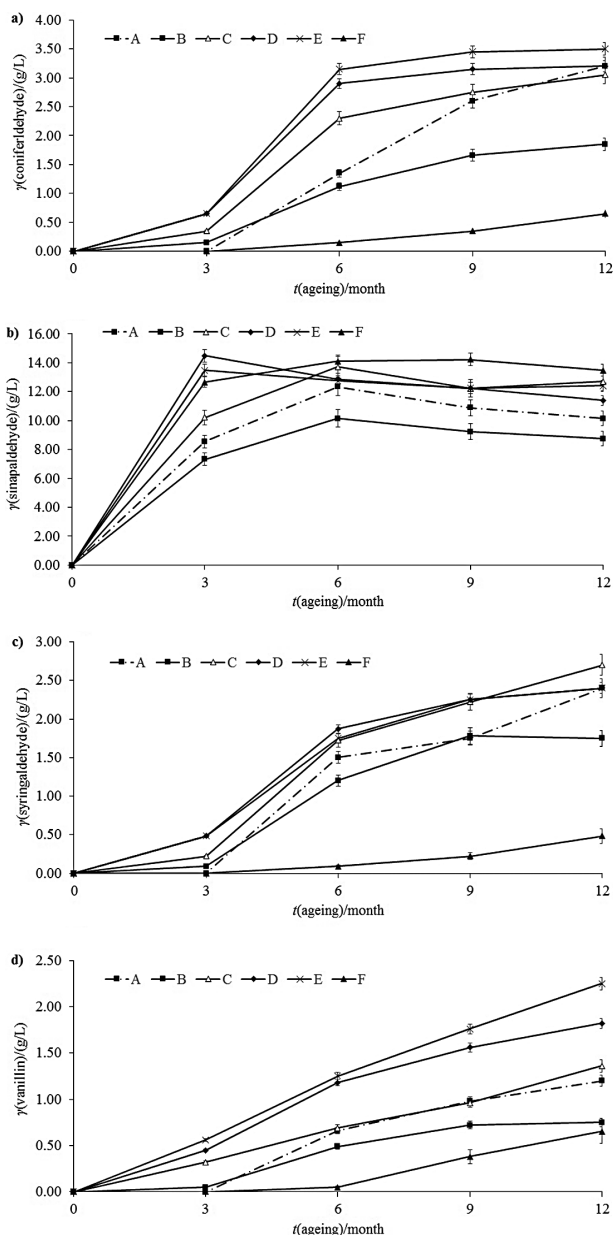 a)
4.00
A B C D E F
3.50
3.00
2.50
2.00
1.50
1.00
0.50
0.00
γ(coniferldehyde)/(g/L)
0 3 6 9 12
t(ageing)/month
b)
16.00
A B C D E F
14.00
12.00
10.00
8.00
6.00
4.00
2.00
0.00
γ(sinapaldehyde)/(g/L)
0 3 6 9 12
t(ageing)/month
c)
3.00
A B C D E F
2.50
2.00
1.50
1.00
0.50
0.00
γ(syringaldehyde)/(g/L)
0 3 6 9 12
t(ageing)/month
d)
2.50
A B C D E F
2.00
1.50
1.00
0.50
0.00
γ(vanillin)/(g/L)
0 3 6 9 12
t(ageing)/month